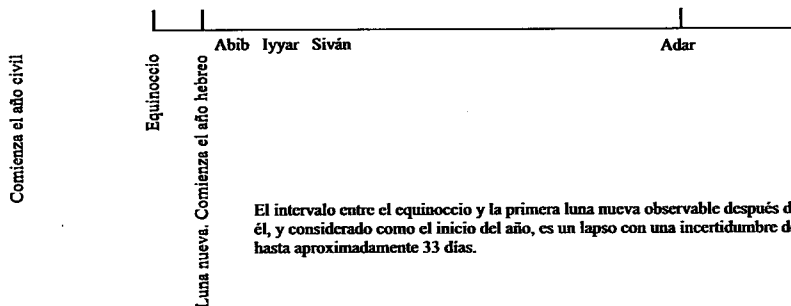 Abib Iyyar Siván Adar
Comienza el año civil
Equinoccio
Luna nueva. Comienza el año hebreo
El intervalo entre el equinoccio y la primera luna nueva observable después d
él, y considerado como el inicio del año, es un lapso con una incertidumbre de
hasta aproximadamente 33 días.